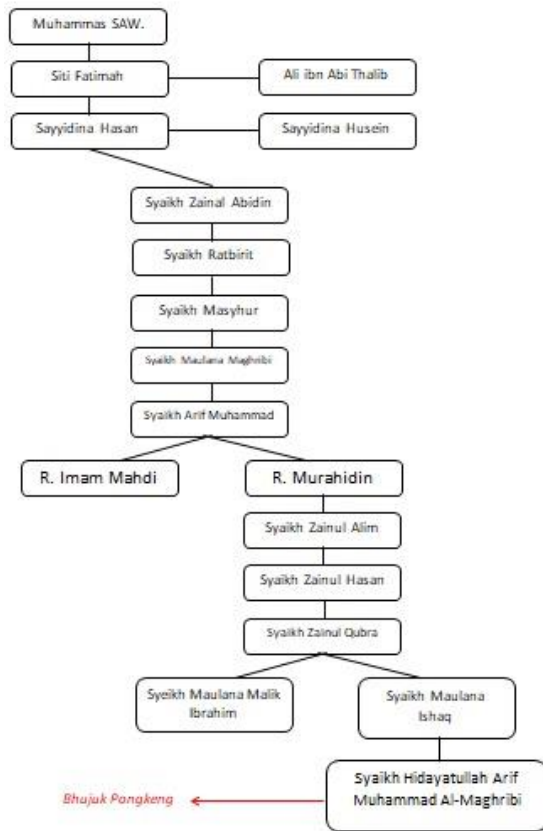 Muhammas SAW.
Siti Fatimah
Ali ibn Abi Thalib
Sayyidina Hasan
Sayyidina Husein
Syaikh Zainal Abidin
Syaikh Ratbirit
Syaikh Masyhur
Syaikh Maulana Maghribi
Syaikh Arif Muhammad
R. Imam Mahdi
R. Murahidin
Syaikh Zainul Alim
Syaikh Zainul Hasan
Syaikh Zainul Qubra
Syeikh Maulana Malik
Ibrahim
Syaikh Maulana
Ishaq
Syaikh Hidayatullah Arif
Muhammad Al-Maghribi
Bhujuk Pongkeng